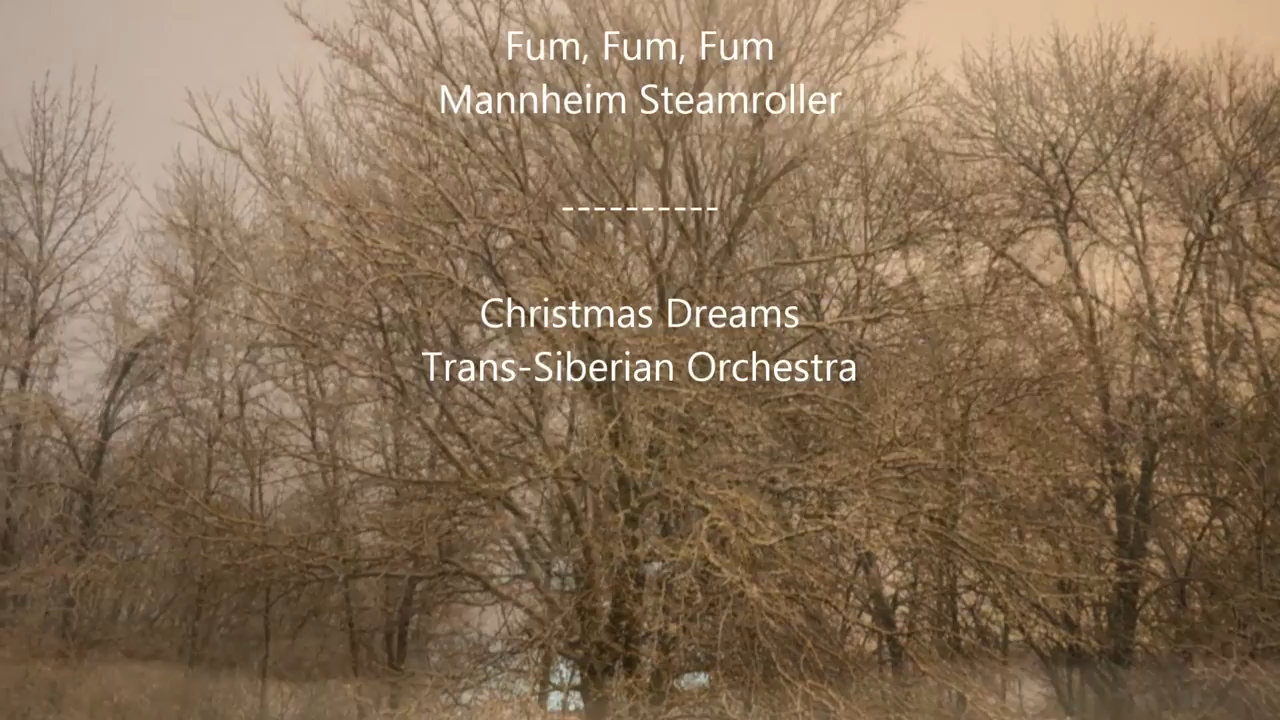 Fum, Fum, Fum
Mannheim Steamroller
----------
Christmas Dreams
Trans-Siberian Orchestra